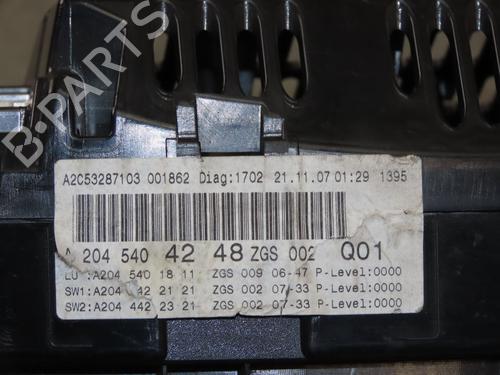 B-PARTS
A2C53287103 001862 Diag:1702 21.11.07 01:29 1395
A 204 540 42 48 ZGS 002 Q01
LU :A204 540 18 11 ZGS 009 06-47 P-Level:0000
SW1:A204 442 21 21 ZGS 002 07-33 P-Level:0000
SW2:A204 442 23 21 ZGS 002 07-33 P-Level:0000